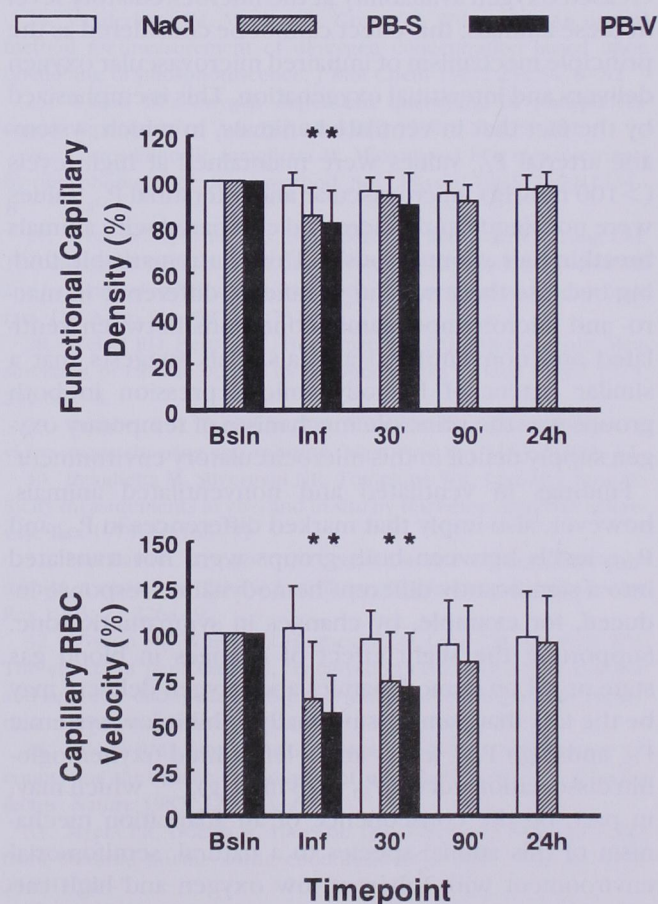 NaCl PB-S PB-V
Functional Capillary
Density (%)
120
100
80
60
40
20
0
* *
Bsln Inf 30' 90' 24h
Capillary RBC
Velocity (%)
150
125
100
75
50
25
0
* * * *
Bsln Inf 30' 90' 24h
Timepoint